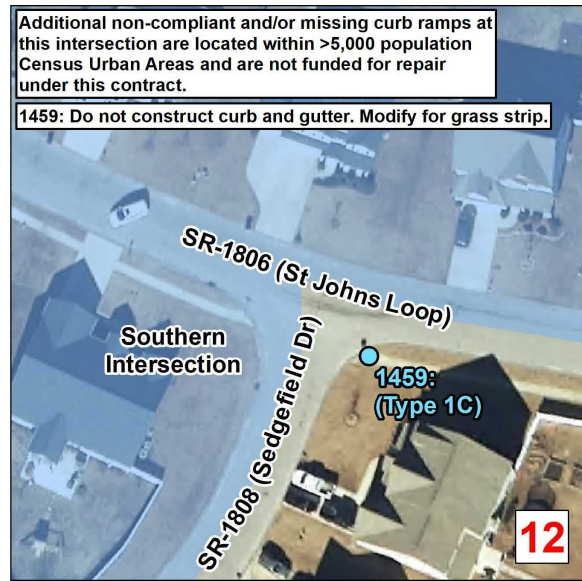 Additional non-compliant and/or missing curb ramps at
this intersection are located within >5,000 population
Census Urban Areas and are not funded for repair
under this contract.
1459: Do not construct curb and gutter. Modify for grass strip.
SR-1806 (St Johns Loop)
Southern
Intersection
1459:
(Type 1C)
SR-1808 (Sedgefield Dr)
12